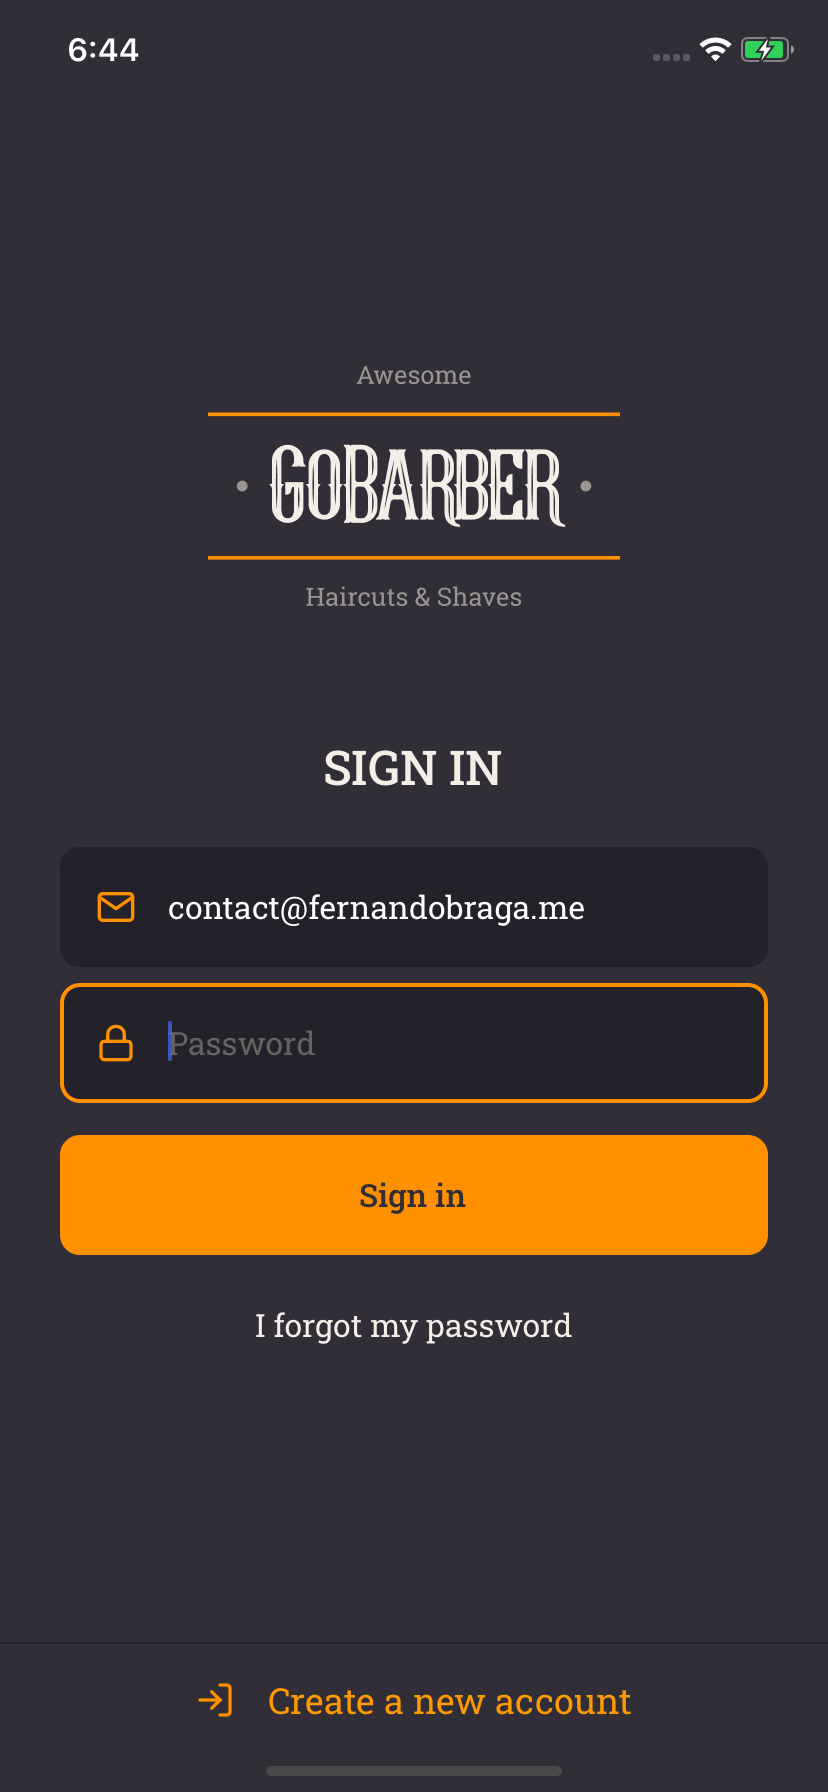 6:44
Awesome
• GOBARBER •
Haircuts & Shaves
SIGN IN
contact@fernandobraga.me
Password
Sign in
I forgot my password
Create a new account